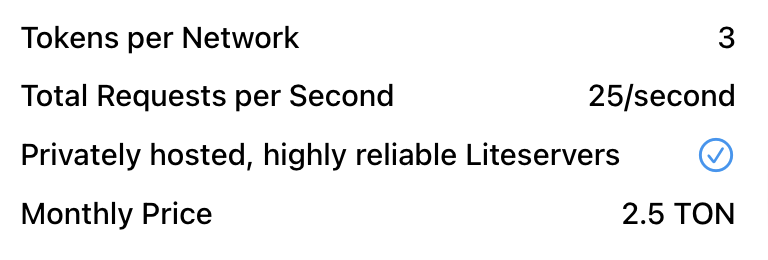 Tokens per Network 3
Total Requests per Second 25/second
Privately hosted, highly reliable Liteservers
Monthly Price 2.5 TON